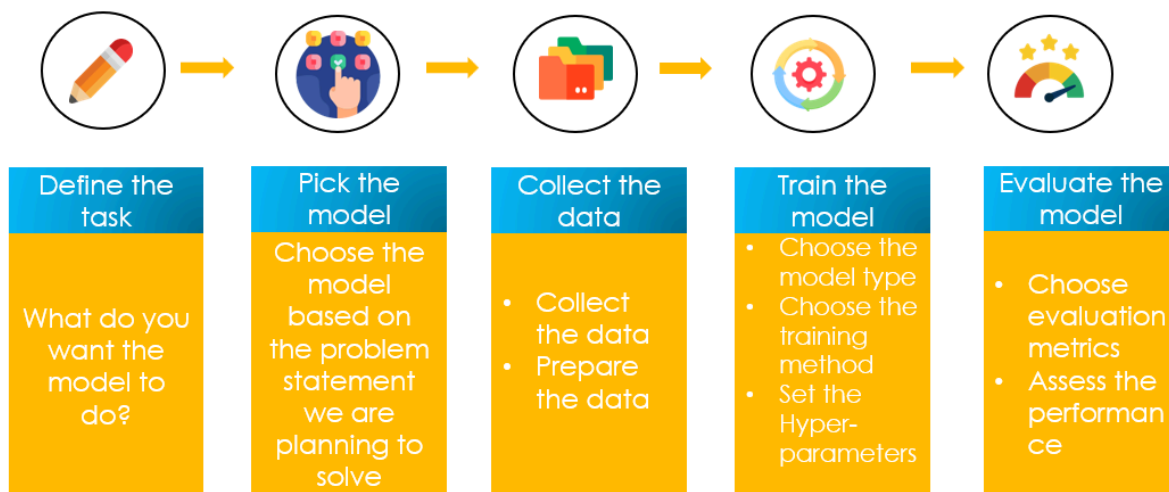 Define the
task
What do you
want the
model to
do?
Pick the
model
Choose the
model
based on
the problem
statement
we are
planning to
solve
Collect the
data
• Collect
the data
• Prepare
the data
Train the
model
• Choose the
model type
• Choose the
training
method
• Set the
Hyper-
parameters
Evaluate the
model
• Choose
evaluation
metrics
• Assess the
performan
ce